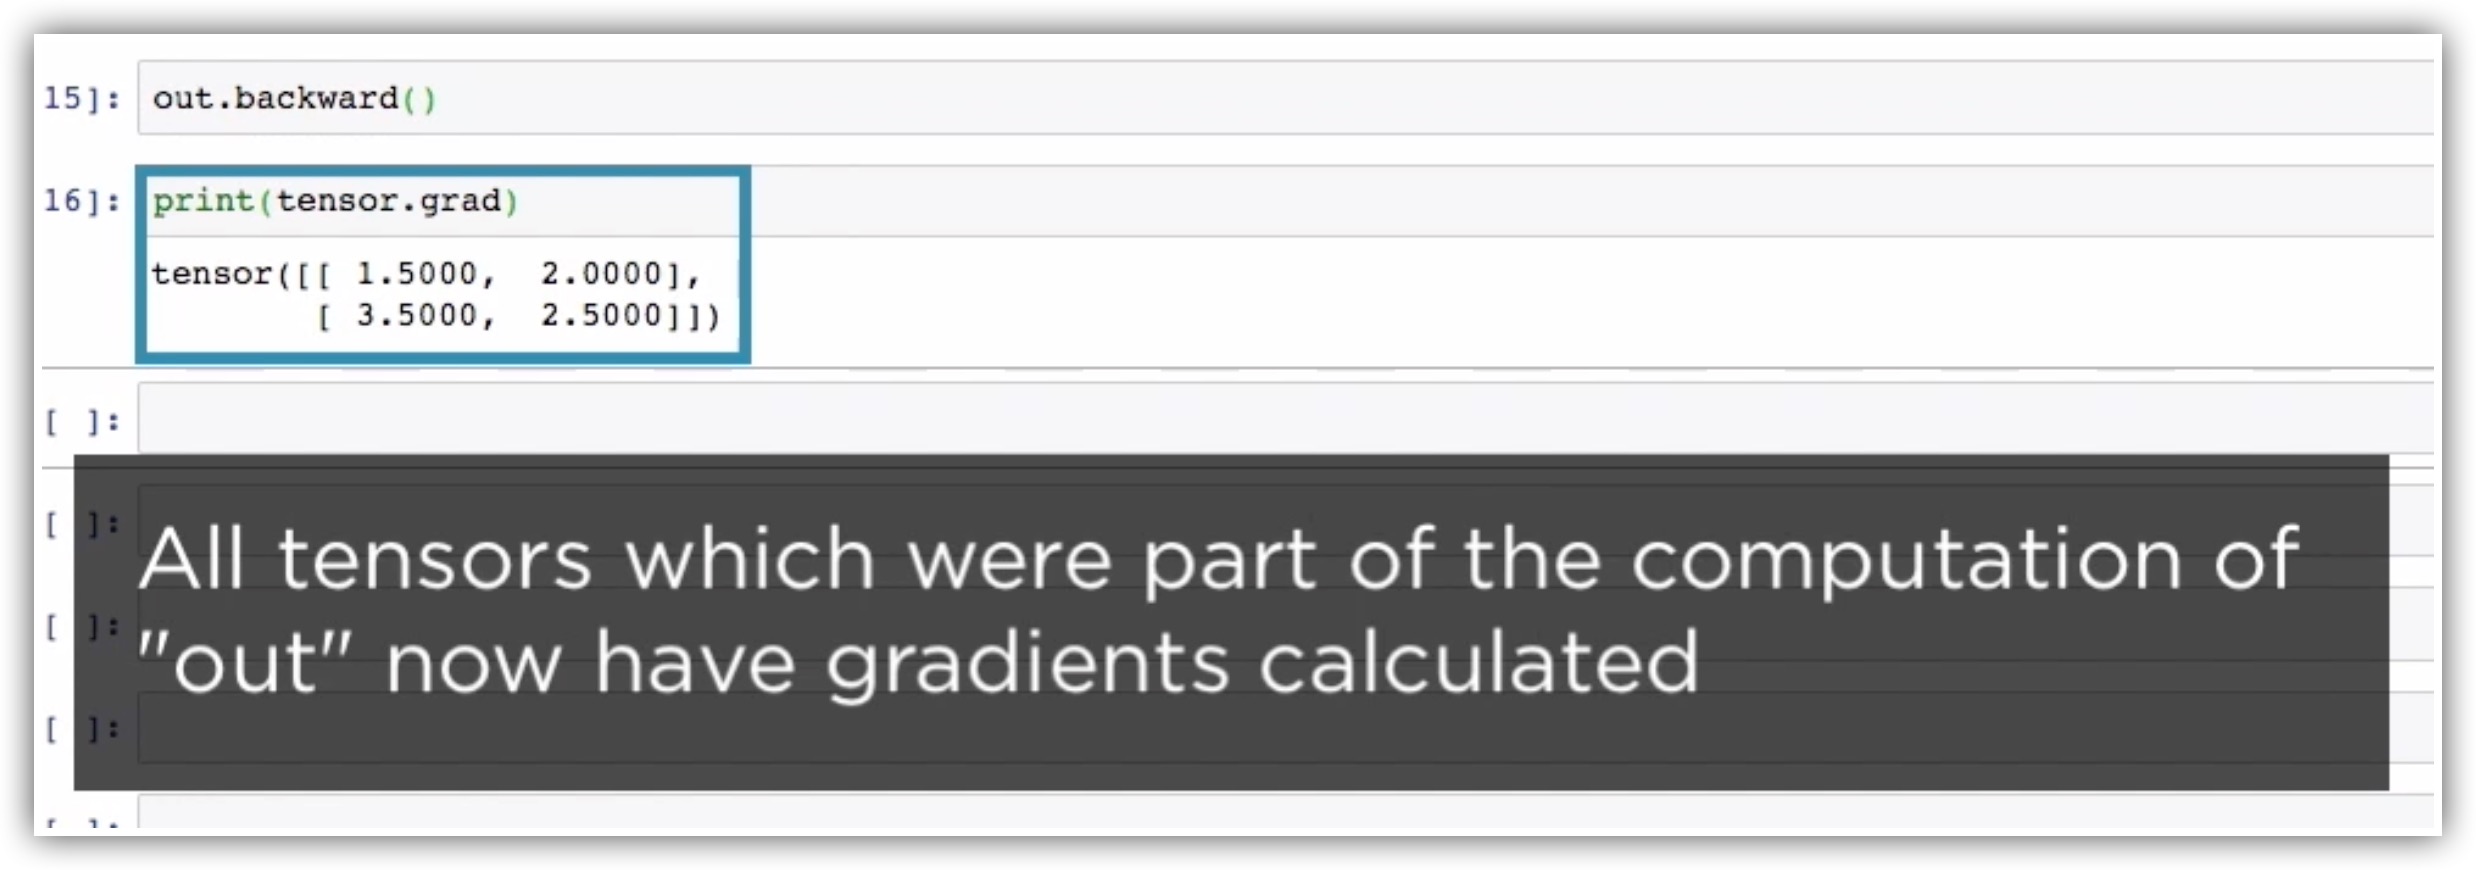 15]: out.backward()
16]: print(tensor.grad)
tensor([[ 1.5000,  2.0000],
        [ 3.5000,  2.5000]])
[ ]:
[ ]:
All tensors which were part of the computation of
[ ]:
"out" now have gradients calculated
[ ]:
[ ]: